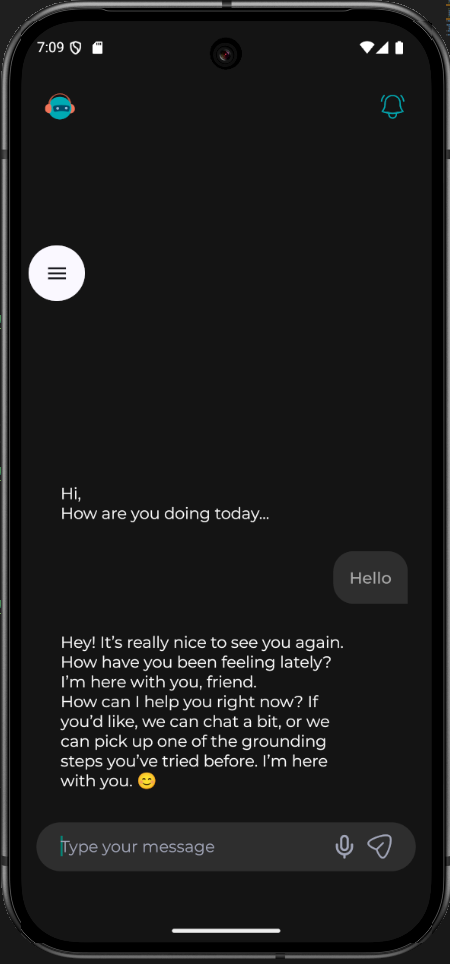 7:09
Hi,
How are you doing today...
Hello
Hey! It's really nice to see you again.
How have you been feeling lately?
I'm here with you, friend.
How can I help you right now? If
you'd like, we can chat a bit, or we
can pick up one of the grounding
steps you've tried before. I'm here
with you. 😊
Type your message